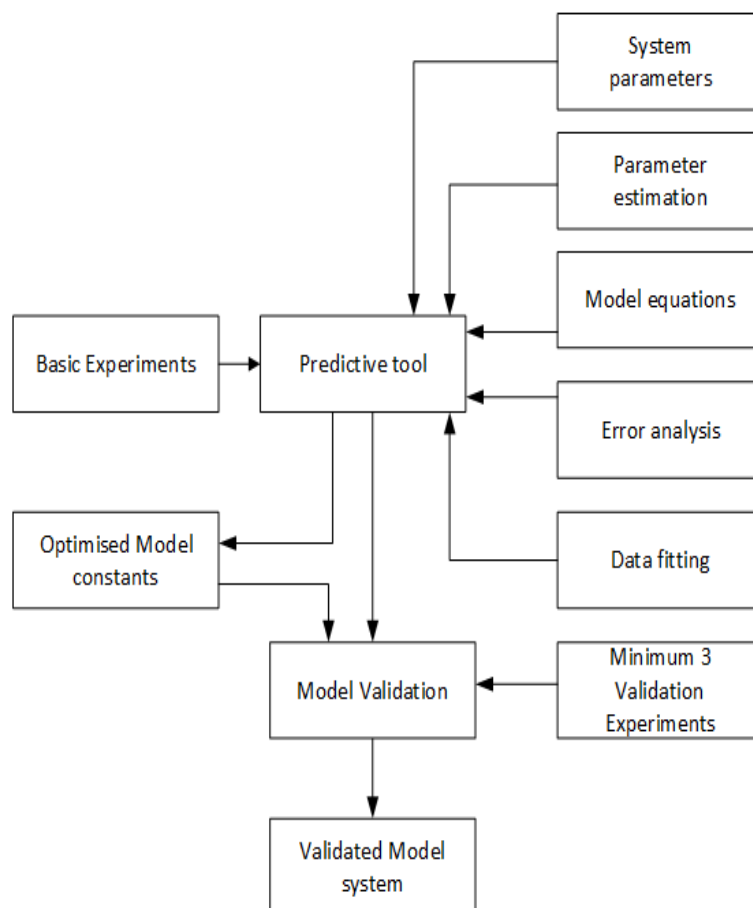 System
parameters
Parameter
estimation
Model equations
Basic Experiments
Predictive tool
Error analysis
Optimised Model
constants
Data fitting
Model Validation
Minimum 3
Validation
Experiments
Validated Model
system